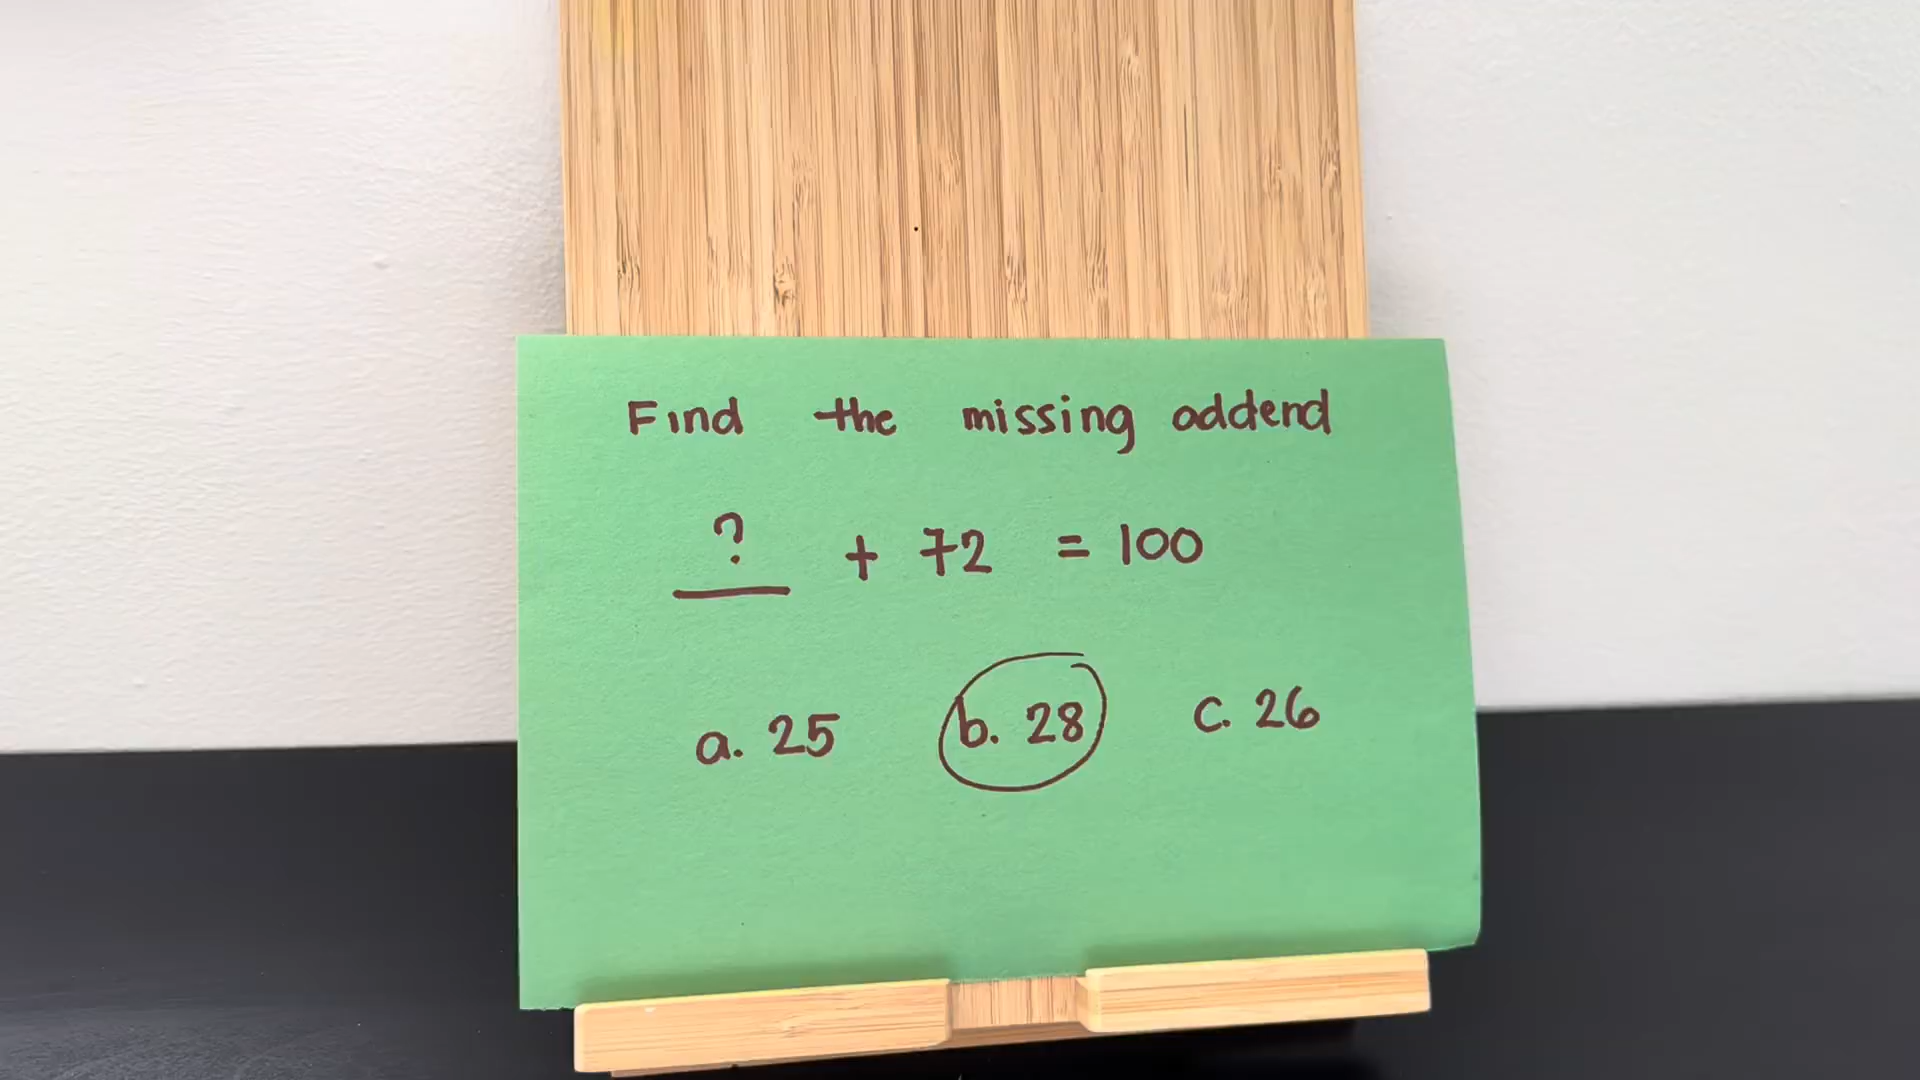 Find the missing addend
? + 72 = 100
a. 25 b. 28 c. 26